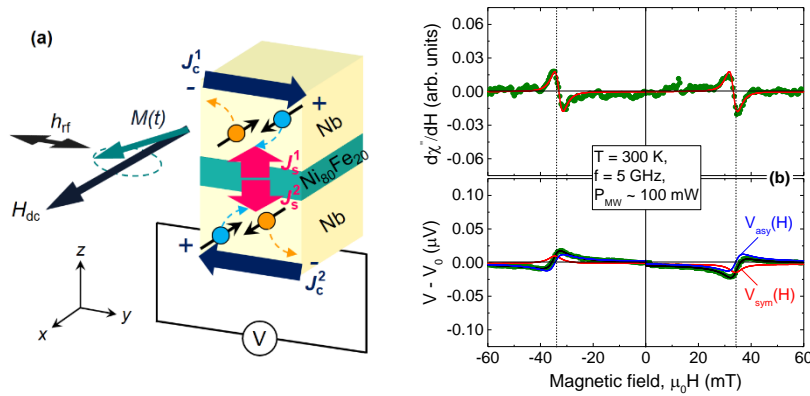 (a)
J_c^1
-
+
Nb
h_rf
M(t)
J_s^1
Ni80Fe20
J_s^2
H_dc
Nb
+
-
J_c^2
z
x
y
V
dχ''/dH (arb. units)
0.06
0.03
0.00
-0.03
-0.06
T = 300 K,
f = 5 GHz,
P_MW ~ 100 mW
(b)
V - V_0 (μV)
0.10
0.05
0.00
-0.05
-0.10
V_asy(H)
V_sym(H)
-60 -40 -20 0 20 40 60
Magnetic field, μ_0H (mT)